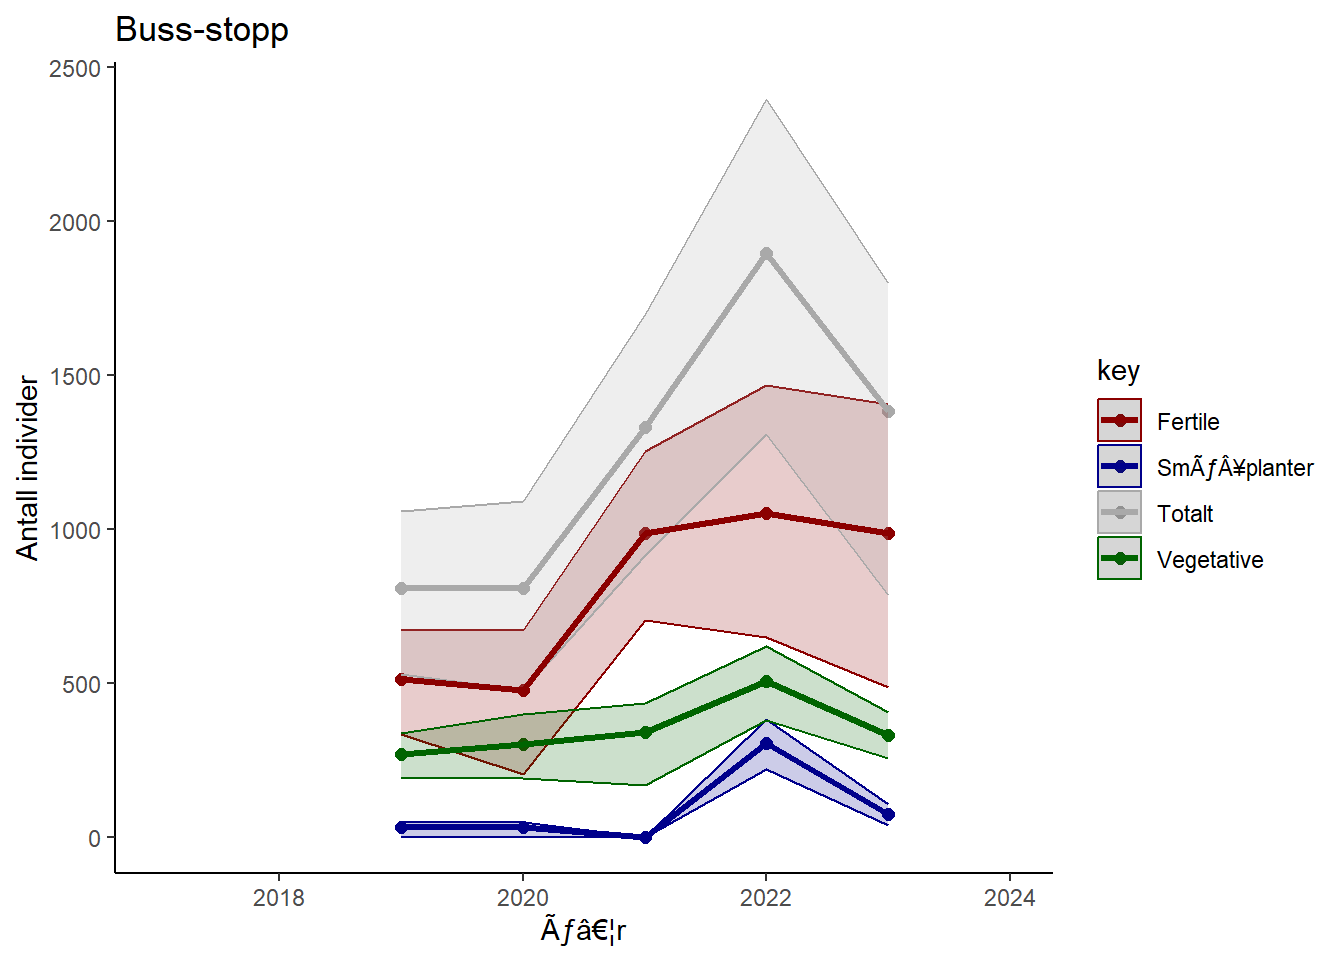 Buss-stopp
2500
2000
1500
1000
500
0
Antall individer
2018
2020
2022
2024
Ãƒâ€¦r
key
Fertile
SmÃƒÂ¥planter
Totalt
Vegetative